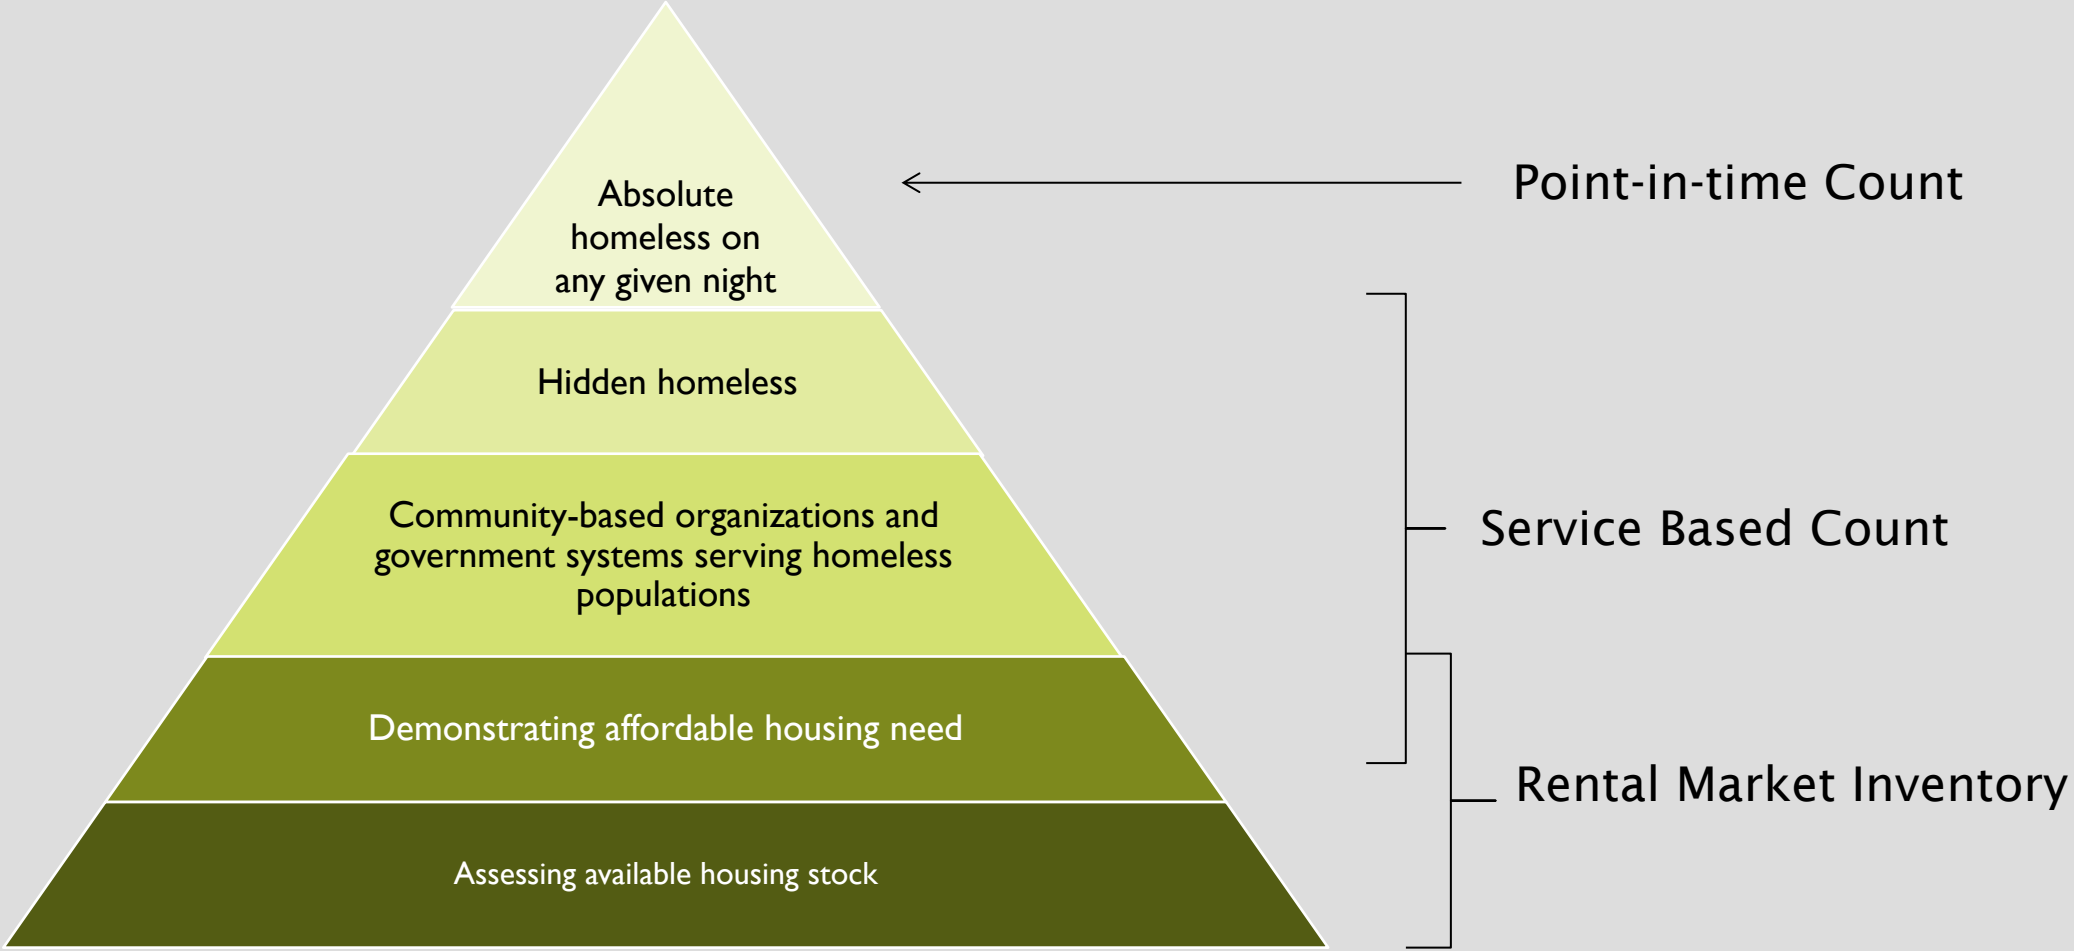 Absolute
homeless on
any given night
Point-in-time Count
Hidden homeless
Community-based organizations and
government systems serving homeless
populations
Service Based Count
Demonstrating affordable housing need
Rental Market Inventory
Assessing available housing stock